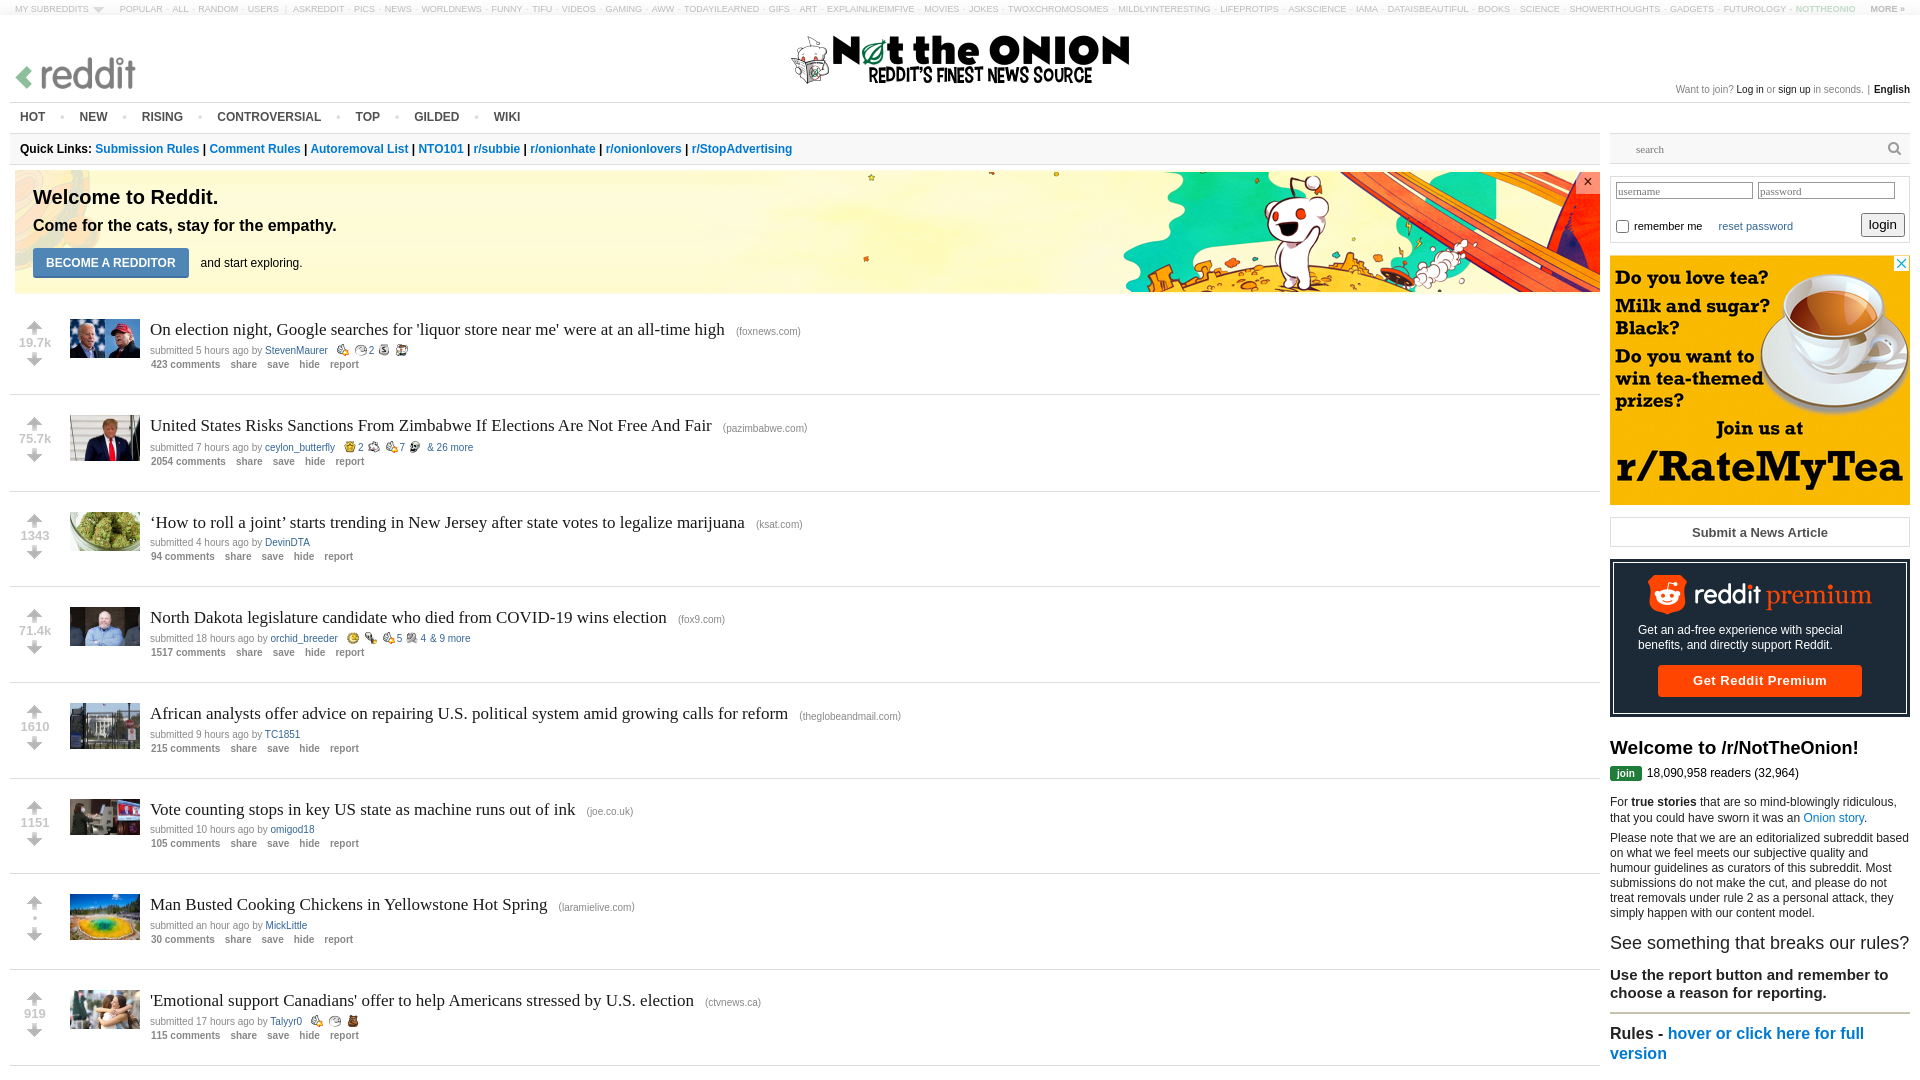 MY SUBREDDITS POPULAR - ALL - RANDOM - USERS | ASKREDDIT - PICS - NEWS - WORLDNEWS - FUNNY - TIFU - VIDEOS - GAMING - AWW - TODAYILEARNED - GIFS - ART - EXPLAINLIKEIMFIVE - MOVIES - JOKES - TWOXCHROMOSOMES - MILDLYINTERESTING - LIFEPROTIPS - ASKSCIENCE - IAMA - DATAISBEAUTIFUL - BOOKS - SCIENCE - SHOWERTHOUGHTS - GADGETS - FUTUROLOGY - NOTTHEONIO MORE »
Not the ONION
REDDIT'S FINEST NEWS SOURCE
reddit
Want to join? Log in or sign up in seconds. | English
HOT • NEW • RISING • CONTROVERSIAL • TOP • GILDED • WIKI
Quick Links: Submission Rules | Comment Rules | Autoremoval List | NTO101 | r/subbie | r/onionhate | r/onionlovers | r/StopAdvertising
Welcome to Reddit.
Come for the cats, stay for the empathy.
BECOME A REDDITOR and start exploring.
×
19.7k
On election night, Google searches for 'liquor store near me' were at an all-time high (foxnews.com)
submitted 5 hours ago by StevenMaurer 2
423 comments share save hide report
75.7k
United States Risks Sanctions From Zimbabwe If Elections Are Not Free And Fair (pazimbabwe.com)
submitted 7 hours ago by ceylon_butterfly 2 7 & 26 more
2054 comments share save hide report
1343
‘How to roll a joint’ starts trending in New Jersey after state votes to legalize marijuana (ksat.com)
submitted 4 hours ago by DevinDTA
94 comments share save hide report
71.4k
North Dakota legislature candidate who died from COVID-19 wins election (fox9.com)
submitted 18 hours ago by orchid_breeder 5 4 & 9 more
1517 comments share save hide report
1610
African analysts offer advice on repairing U.S. political system amid growing calls for reform (theglobeandmail.com)
submitted 9 hours ago by TC1851
215 comments share save hide report
1151
Vote counting stops in key US state as machine runs out of ink (joe.co.uk)
submitted 10 hours ago by omigod18
105 comments share save hide report
•
Man Busted Cooking Chickens in Yellowstone Hot Spring (laramielive.com)
submitted an hour ago by MickLittle
30 comments share save hide report
919
'Emotional support Canadians' offer to help Americans stressed by U.S. election (ctvnews.ca)
submitted 17 hours ago by Talyyr0
115 comments share save hide report
search
username password
remember me reset password login
Do you love tea?
Milk and sugar?
Black?
Do you want to
win tea-themed
prizes?
Join us at
r/RateMyTea
Submit a News Article
reddit premium
Get an ad-free experience with special
benefits, and directly support Reddit.
Get Reddit Premium
Welcome to /r/NotTheOnion!
join 18,090,958 readers (32,964)
For true stories that are so mind-blowingly ridiculous,
that you could have sworn it was an Onion story.
Please note that we are an editorialized subreddit based
on what we feel meets our subjective quality and
humour guidelines as curators of this subreddit. Most
submissions do not make the cut, and please do not
treat removals under rule 2 as a personal attack, they
simply happen with our content model.
See something that breaks our rules?
Use the report button and remember to
choose a reason for reporting.
Rules - hover or click here for full
version